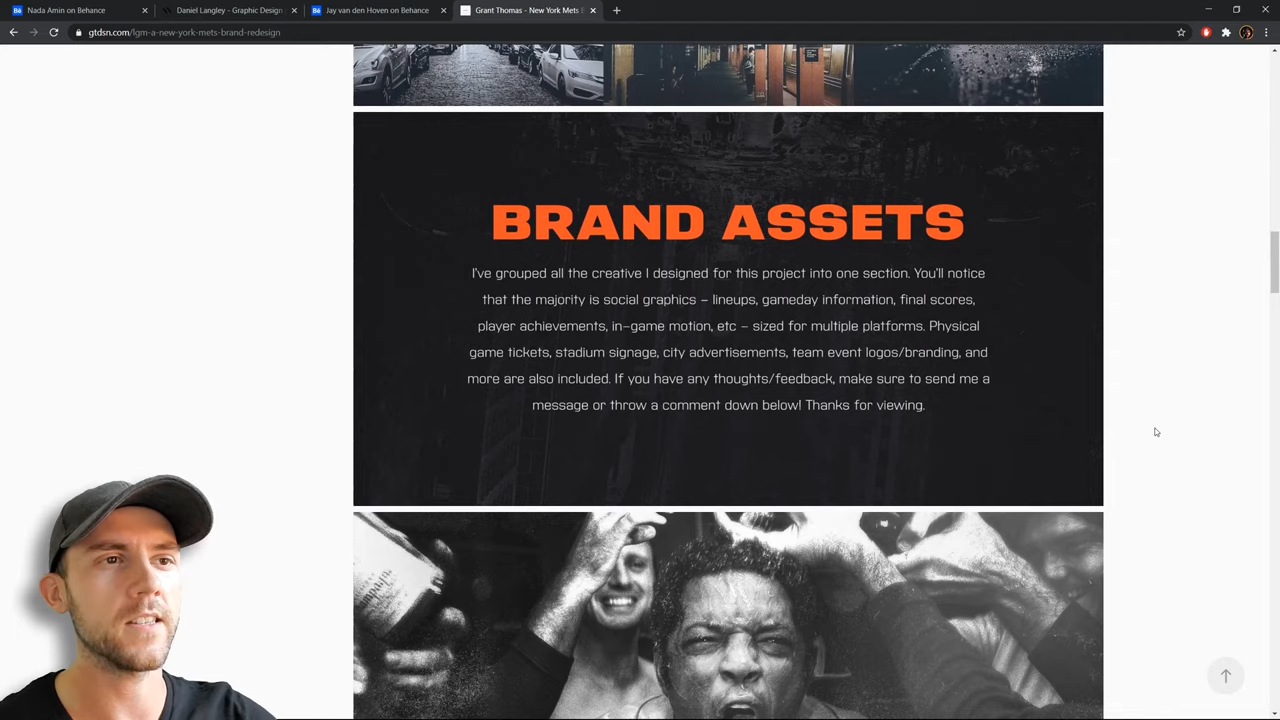 Nada Amin on Behance
Daniel Langley - Graphic Design
Jay van den Hoven on Behance
Grant Thomas - New York Mets
gtdsn.com/lgm-a-new-york-mets-brand-redesign
BRAND ASSETS
I've grouped all the creative I designed for this project into one section. You'll notice
that the majority is social graphics – lineups, gameday information, final scores,
player achievements, in-game motion, etc – sized for multiple platforms. Physical
game tickets, stadium signage, city advertisements, team event logos/branding, and
more are also included. If you have any thoughts/feedback, make sure to send me a
message or throw a comment down below! Thanks for viewing.